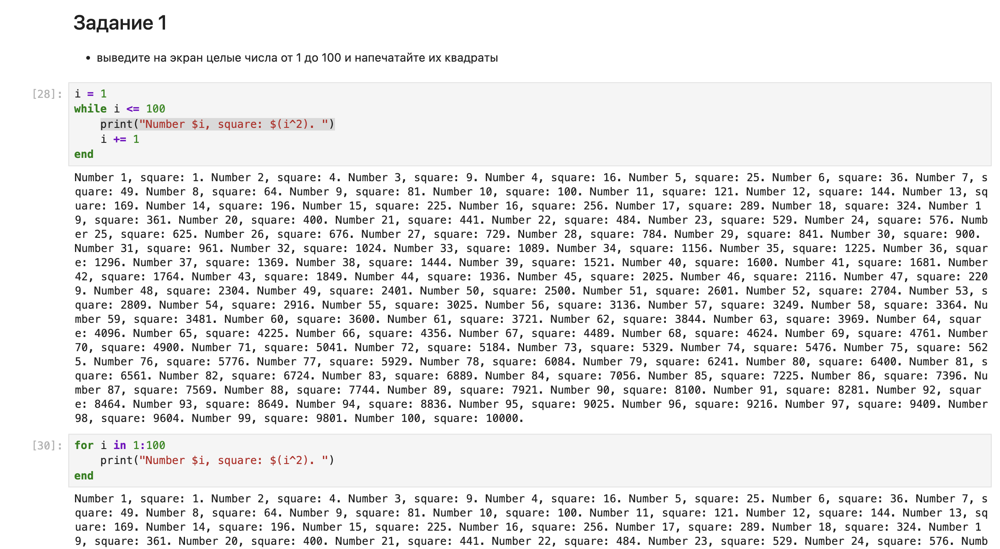 Задание 1
• выведите на экран целые числа от 1 до 100 и напечатайте их квадраты
[28]:
i = 1
while i <= 100
    print("Number $i, square: $(i^2). ")
    i += 1
end
Number 1, square: 1. Number 2, square: 4. Number 3, square: 9. Number 4, square: 16. Number 5, square: 25. Number 6, square: 36. Number 7, s
quare: 49. Number 8, square: 64. Number 9, square: 81. Number 10, square: 100. Number 11, square: 121. Number 12, square: 144. Number 13, sq
uare: 169. Number 14, square: 196. Number 15, square: 225. Number 16, square: 256. Number 17, square: 289. Number 18, square: 324. Number 1
9, square: 361. Number 20, square: 400. Number 21, square: 441. Number 22, square: 484. Number 23, square: 529. Number 24, square: 576. Numb
er 25, square: 625. Number 26, square: 676. Number 27, square: 729. Number 28, square: 784. Number 29, square: 841. Number 30, square: 900.
Number 31, square: 961. Number 32, square: 1024. Number 33, square: 1089. Number 34, square: 1156. Number 35, square: 1225. Number 36, squar
e: 1296. Number 37, square: 1369. Number 38, square: 1444. Number 39, square: 1521. Number 40, square: 1600. Number 41, square: 1681. Number
42, square: 1764. Number 43, square: 1849. Number 44, square: 1936. Number 45, square: 2025. Number 46, square: 2116. Number 47, square: 220
9. Number 48, square: 2304. Number 49, square: 2401. Number 50, square: 2500. Number 51, square: 2601. Number 52, square: 2704. Number 53, s
quare: 2809. Number 54, square: 2916. Number 55, square: 3025. Number 56, square: 3136. Number 57, square: 3249. Number 58, square: 3364. Nu
mber 59, square: 3481. Number 60, square: 3600. Number 61, square: 3721. Number 62, square: 3844. Number 63, square: 3969. Number 64, squar
e: 4096. Number 65, square: 4225. Number 66, square: 4356. Number 67, square: 4489. Number 68, square: 4624. Number 69, square: 4761. Number
70, square: 4900. Number 71, square: 5041. Number 72, square: 5184. Number 73, square: 5329. Number 74, square: 5476. Number 75, square: 562
5. Number 76, square: 5776. Number 77, square: 5929. Number 78, square: 6084. Number 79, square: 6241. Number 80, square: 6400. Number 81, s
quare: 6561. Number 82, square: 6724. Number 83, square: 6889. Number 84, square: 7056. Number 85, square: 7225. Number 86, square: 7396. Nu
mber 87, square: 7569. Number 88, square: 7744. Number 89, square: 7921. Number 90, square: 8100. Number 91, square: 8281. Number 92, squar
e: 8464. Number 93, square: 8649. Number 94, square: 8836. Number 95, square: 9025. Number 96, square: 9216. Number 97, square: 9409. Number
98, square: 9604. Number 99, square: 9801. Number 100, square: 10000.
[30]:
for i in 1:100
    print("Number $i, square: $(i^2). ")
end
Number 1, square: 1. Number 2, square: 4. Number 3, square: 9. Number 4, square: 16. Number 5, square: 25. Number 6, square: 36. Number 7, s
quare: 49. Number 8, square: 64. Number 9, square: 81. Number 10, square: 100. Number 11, square: 121. Number 12, square: 144. Number 13, sq
uare: 169. Number 14, square: 196. Number 15, square: 225. Number 16, square: 256. Number 17, square: 289. Number 18, square: 324. Number 1
9, square: 361. Number 20, square: 400. Number 21, square: 441. Number 22, square: 484. Number 23, square: 529. Number 24, square: 576. Numb